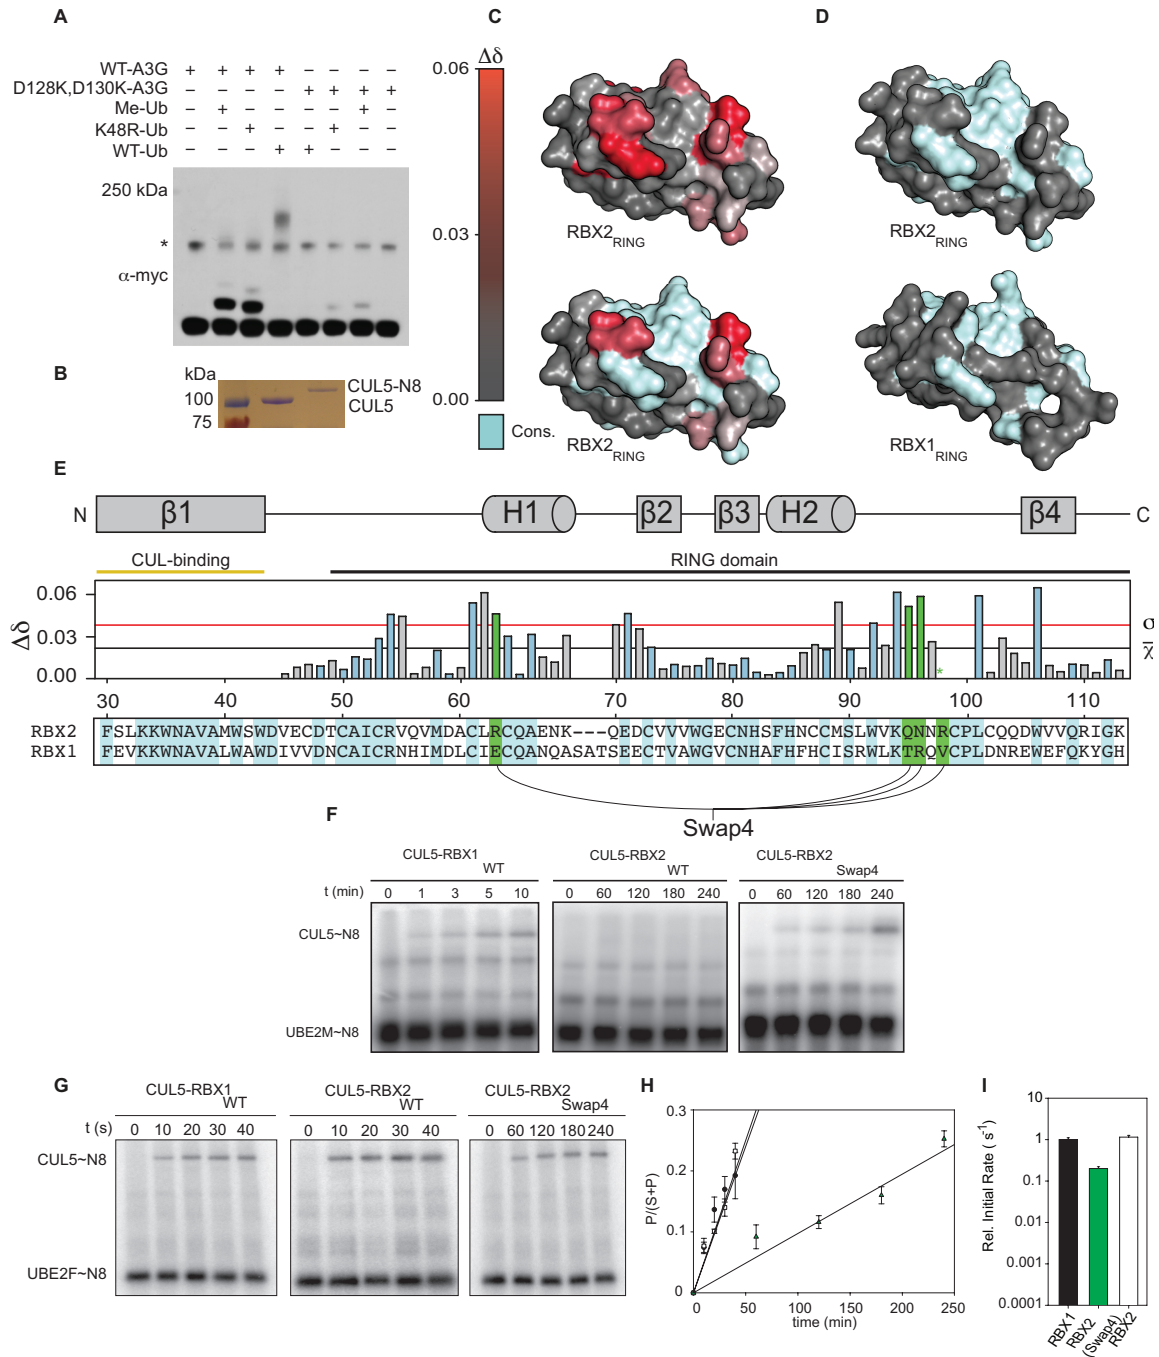 A
WT-A3G + + + + – – – –
D128K,D130K-A3G – – – – + + + +
Me-Ub – + – – – – + –
K48R-Ub – – + – – + – –
WT-Ub – – – + + – – –
250 kDa
*
α-myc
B
kDa
100
75
CUL5-N8
CUL5
C
Δδ
0.06
0.03
0.00
Cons.
RBX2RING
RBX2RING
D
RBX2RING
RBX1RING
E
N β1 H1 β2 β3 H2 β4 C
CUL-binding
RING domain
Δδ
0.06
0.03
0.00
σ
χ̅
*
30 40 50 60 70 80 90 100 110
RBX2 FSLKKWNAVAMWSWDVECDTCAICRVQVMDACLRCQAENK---QEDCVVVWGECNHSFHNCCMSLWVKQNNRCPLCQQDWVVQRIGK
RBX1 FEVKKWNAVALWAWDIVVDNCAICRNHIMDLCIECQANQASATSEECTVAWGVCNHAFHFHCISRWLKTRQVCPLDNREWEFQKYGH
Swap4
F
CUL5-RBX1
WT
t (min) 0 1 3 5 10
CUL5-RBX2
WT
0 60 120 180 240
CUL5-RBX2
Swap4
0 60 120 180 240
CUL5~N8
UBE2M~N8
G
CUL5-RBX1
WT
t (s) 0 10 20 30 40
CUL5-RBX2
WT
0 10 20 30 40
CUL5-RBX2
Swap4
0 60 120 180 240
CUL5~N8
UBE2F~N8
H
P/(S+P)
0.3
0.2
0.1
0
0 50 100 150 200 250
time (min)
I
Rel. Initial Rate ( s-1)
10
1
0.1
0.01
0.001
0.0001
RBX1
RBX2
(Swap4)
RBX2